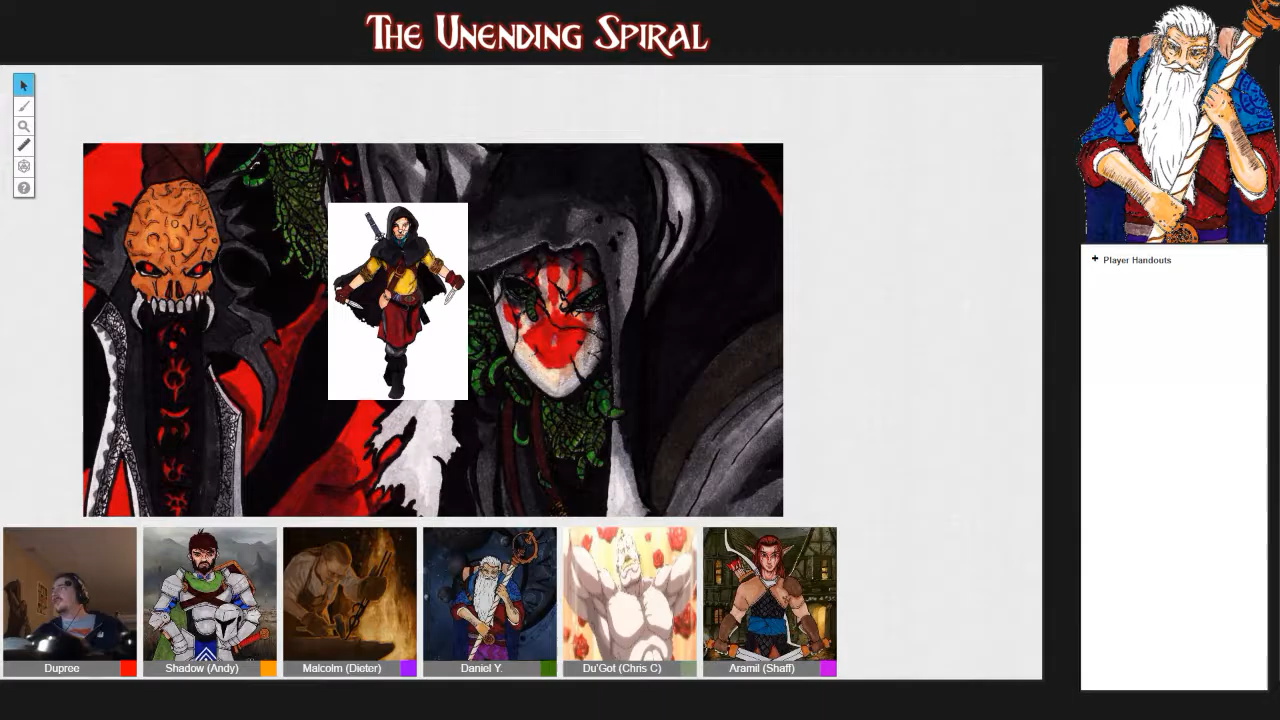 The Unending Spiral
Player Handouts
Dupree
Shadow (Andy)
Malcolm (Dieter)
Daniel Y.
Du'Got (Chris C)
Aramil (Shaff)